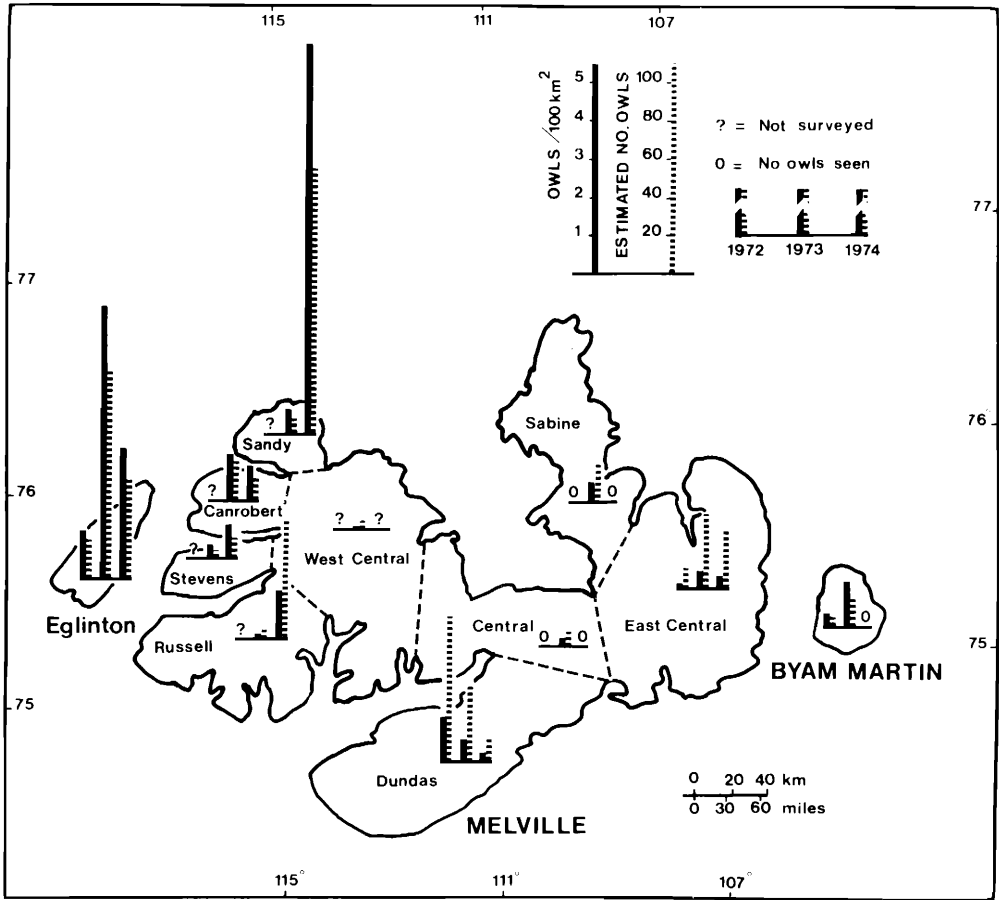 115 111 107
OWLS /100 km²
5
4
3
2
1
ESTIMATED NO. OWLS
100
80
60
40
20
? = Not surveyed
0 = No owls seen
1972 1973 1974
77
77
76°
76
75
75
Sandy
?
Canrobert
?
Stevens
?
Russell
?
Eglinton
West Central
? ?
Sabine
0 0
Central
0 0
East Central
0
BYAM MARTIN
Dundas
MELVILLE
0 20 40 km
0 30 60 miles
115° 111° 107°